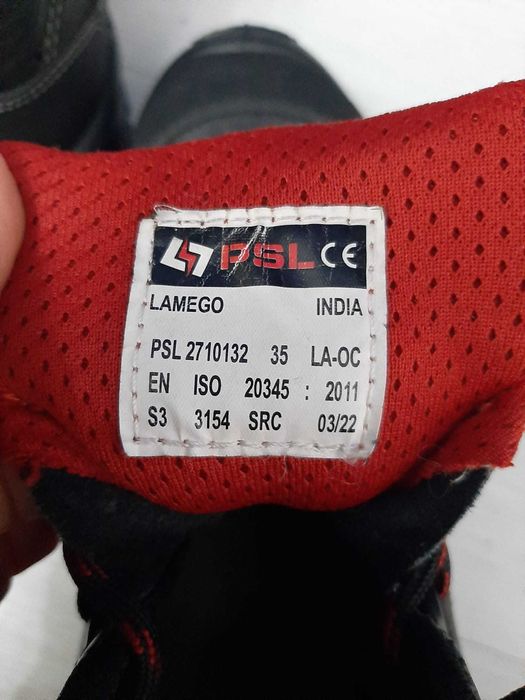 PSL CE
LAMEGO INDIA
PSL 2710132 35 LA-OC
EN ISO 20345 : 2011
S3 3154 SRC 03/22